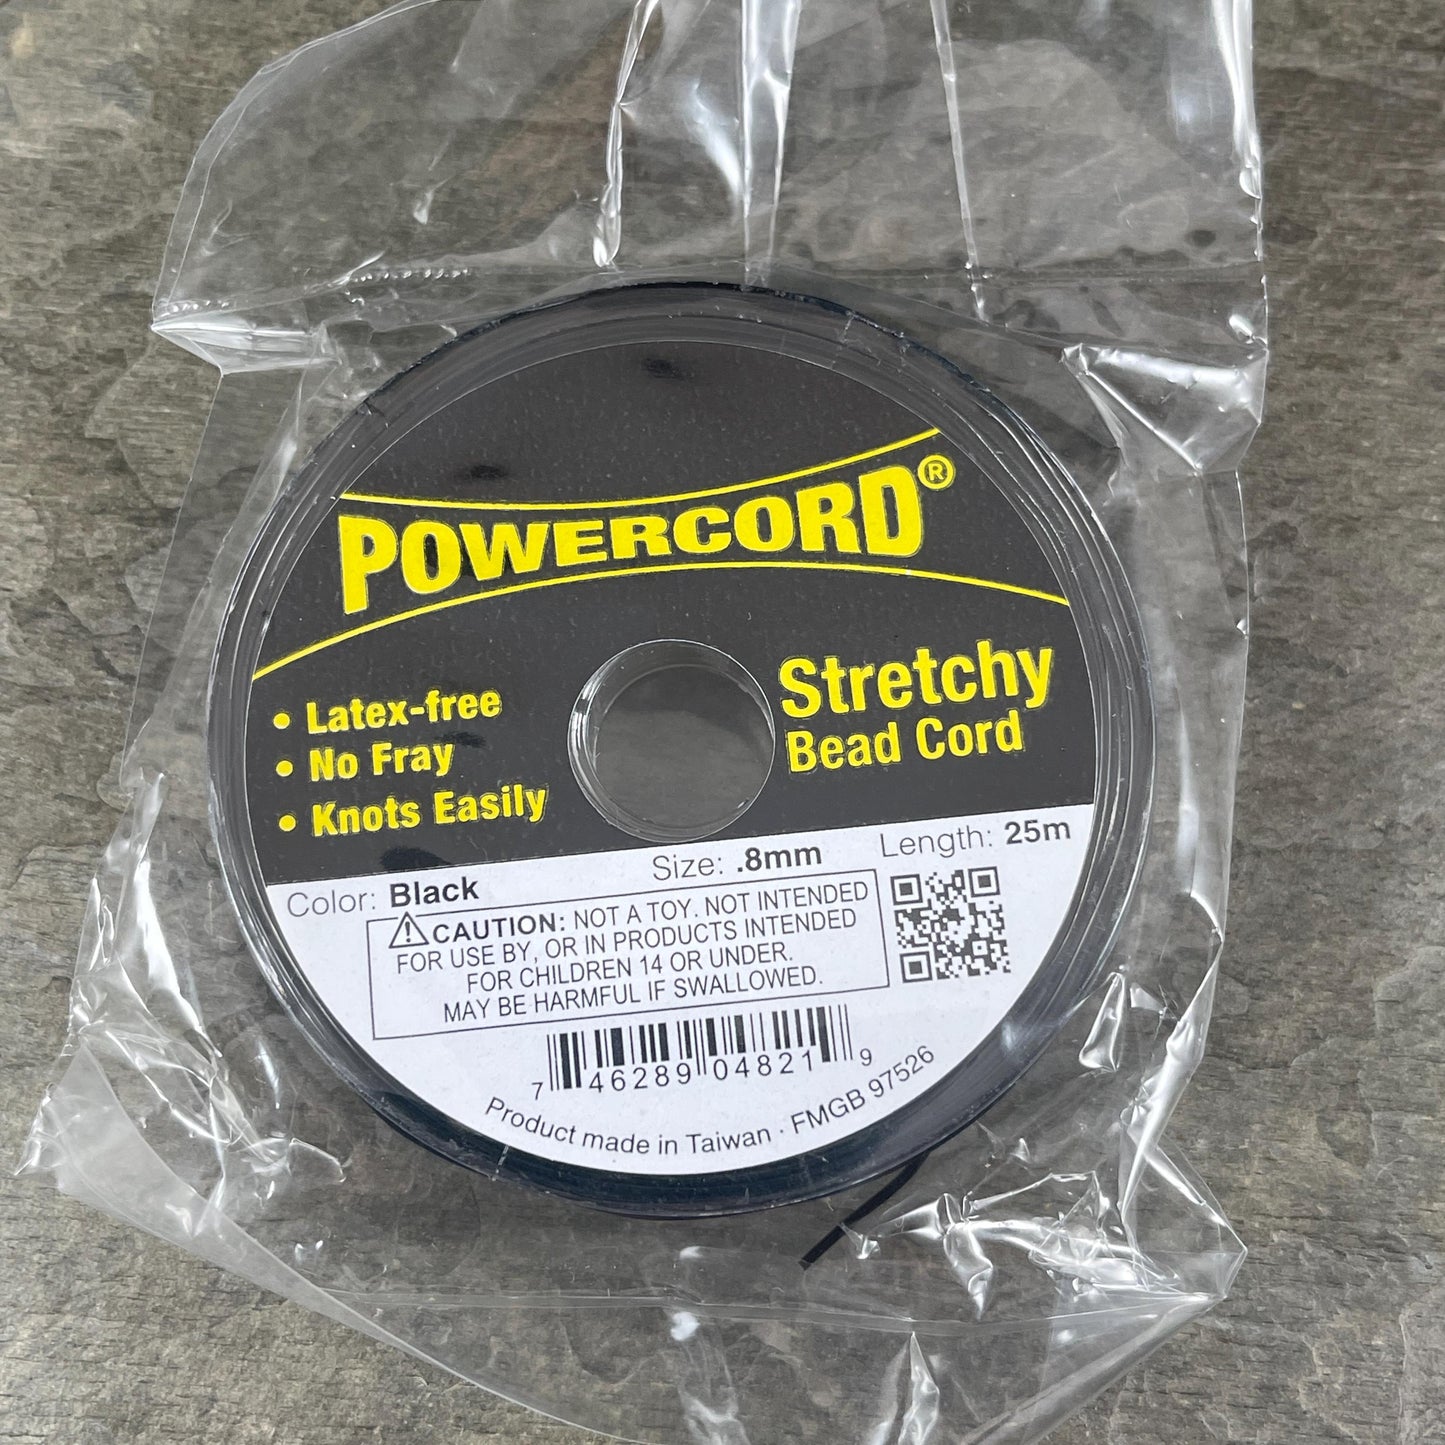 POWERCORD®
• Latex-free
• No Fray
• Knots Easily
Stretchy
Bead Cord
Color: Black
Size: .8mm
Length: 25m
CAUTION: NOT A TOY. NOT INTENDED
FOR USE BY, OR IN PRODUCTS INTENDED
FOR CHILDREN 14 OR UNDER.
MAY BE HARMFUL IF SWALLOWED.
7 46289 04821 9
Product made in Taiwan · FMGB 97526